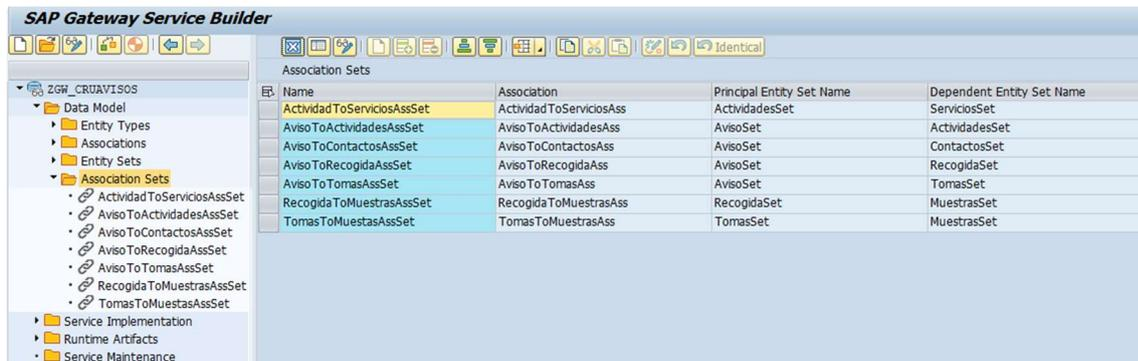 SAP Gateway Service Builder
Identical
Association Sets
ZGW_CRUAVISOS
Data Model
Entity Types
Associations
Entity Sets
Association Sets
ActividadToServiciosAssSet
AvisoToActividadesAssSet
AvisoToContactosAssSet
AvisoToRecogidaAssSet
AvisoToTomasAssSet
RecogidaToMuestrasAssSet
TomasToMuestasAssSet
Service Implementation
Runtime Artifacts
Service Maintenance
Name Association Principal Entity Set Name Dependent Entity Set Name
ActividadToServiciosAssSet ActividadToServiciosAss ActividadesSet ServiciosSet
AvisoToActividadesAssSet AvisoToActividadesAss AvisoSet ActividadesSet
AvisoToContactosAssSet AvisoToContactosAss AvisoSet ContactosSet
AvisoToRecogidaAssSet AvisoToRecogidaAss AvisoSet RecogidaSet
AvisoToTomasAssSet AvisoToTomasAss AvisoSet TomasSet
RecogidaToMuestrasAssSet RecogidaToMuestrasAss RecogidaSet MuestrasSet
TomasToMuestasAssSet TomasToMuestrasAss TomasSet MuestrasSet